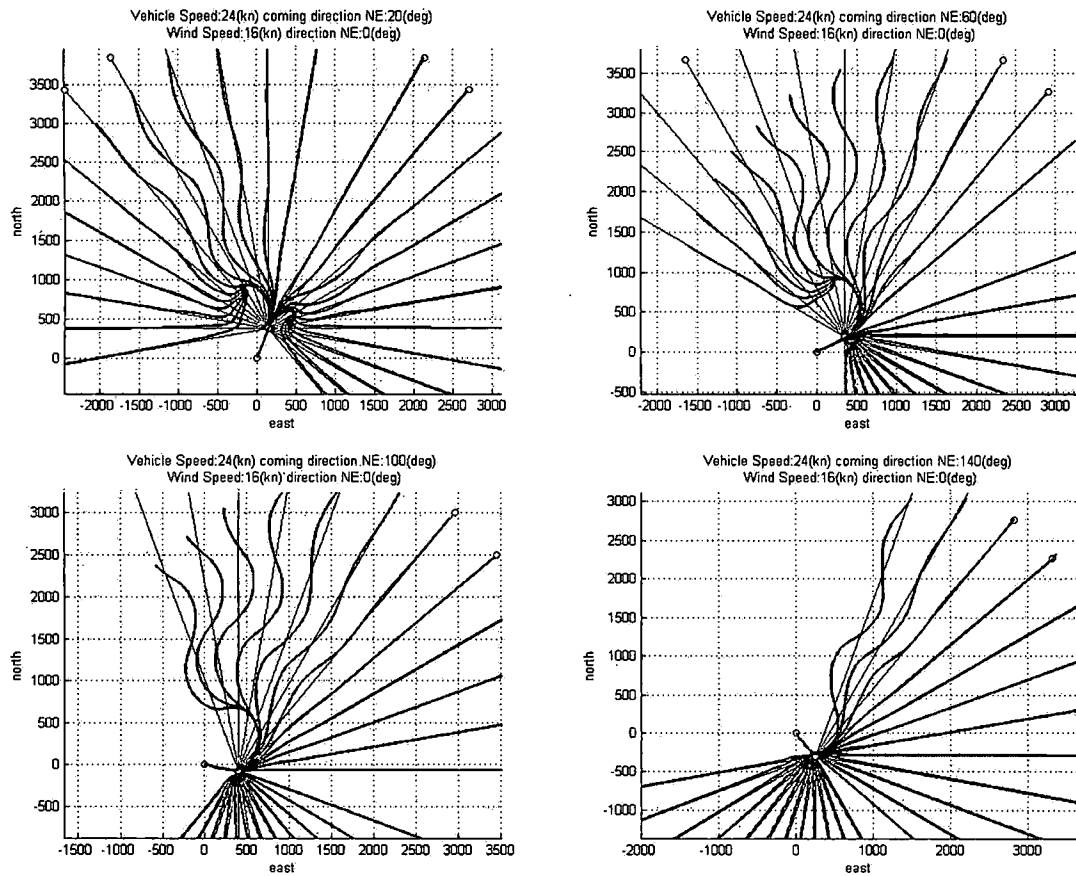 Vehicle Speed:24(kn) coming direction NE:20(deg)
Wind Speed:16(kn) direction NE:0(deg)
3500
3000
2500
2000
1500
1000
500
0
north
-2000 -1500 -1000 -500 0 500 1000 1500 2000 2500 3000
east
Vehicle Speed:24(kn) coming direction NE:60(deg)
Wind Speed:16(kn) direction NE:0(deg)
3500
3000
2500
2000
1500
1000
500
0
-500
north
-2000 -1500 -1000 -500 0 500 1000 1500 2000 2500 3000
east
Vehicle Speed:24(kn) coming direction NE:100(deg)
Wind Speed:16(kn) direction NE:0(deg)
3000
2500
2000
1500
1000
500
0
-500
north
-1500 -1000 -500 0 500 1000 1500 2000 2500 3000 3500
east
Vehicle Speed:24(kn) coming direction NE:140(deg)
Wind Speed:16(kn) direction NE:0(deg)
3000
2500
2000
1500
1000
500
0
-500
-1000
north
-2000 -1000 0 1000 2000 3000
east